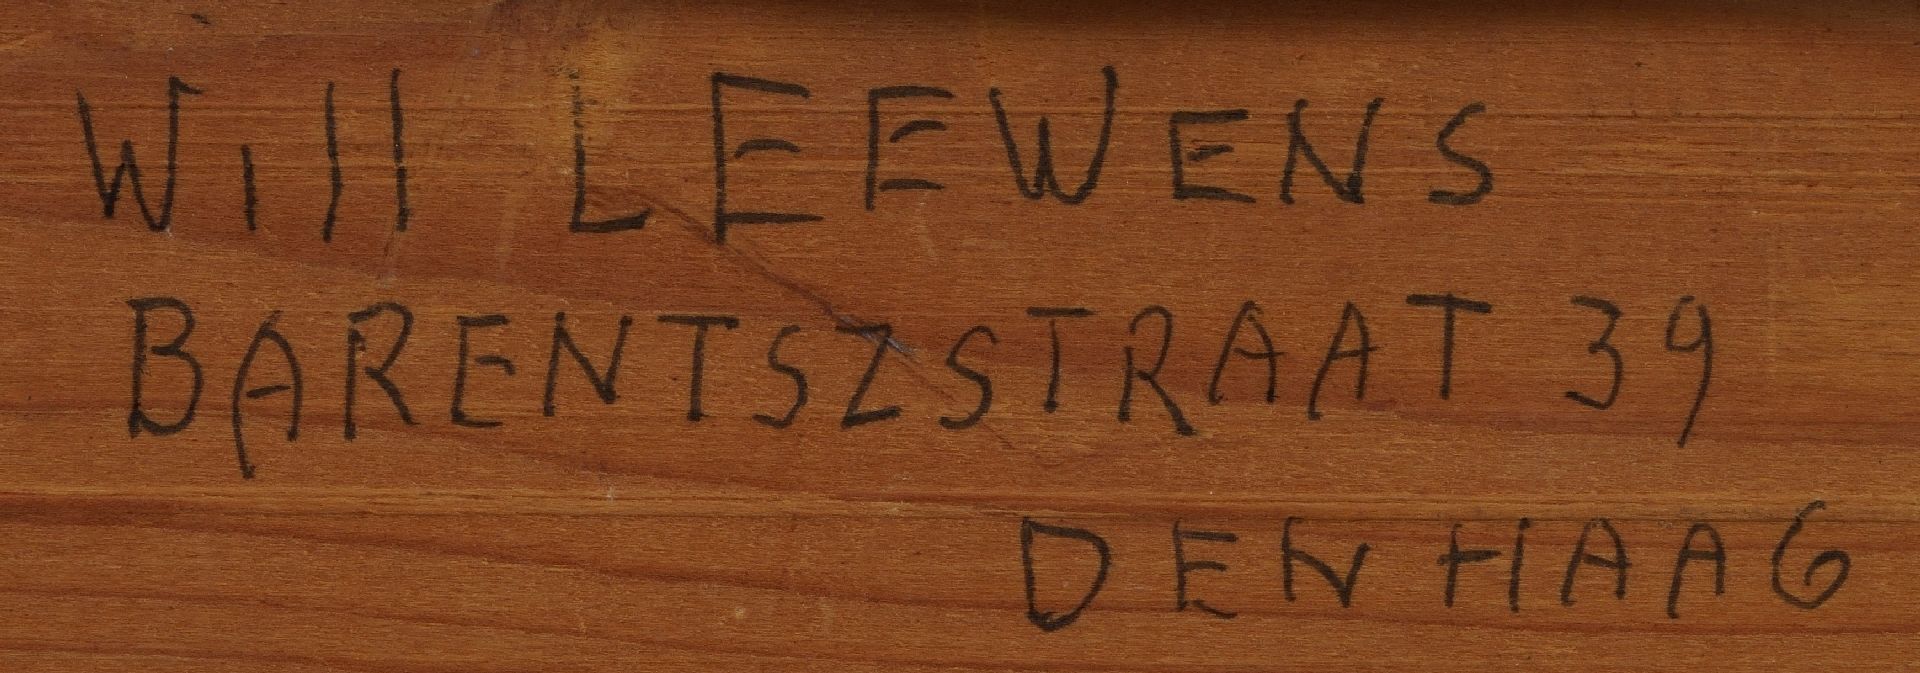 Will LEEWENS
BARENTSZSTRAAT 39
DEN HAAG